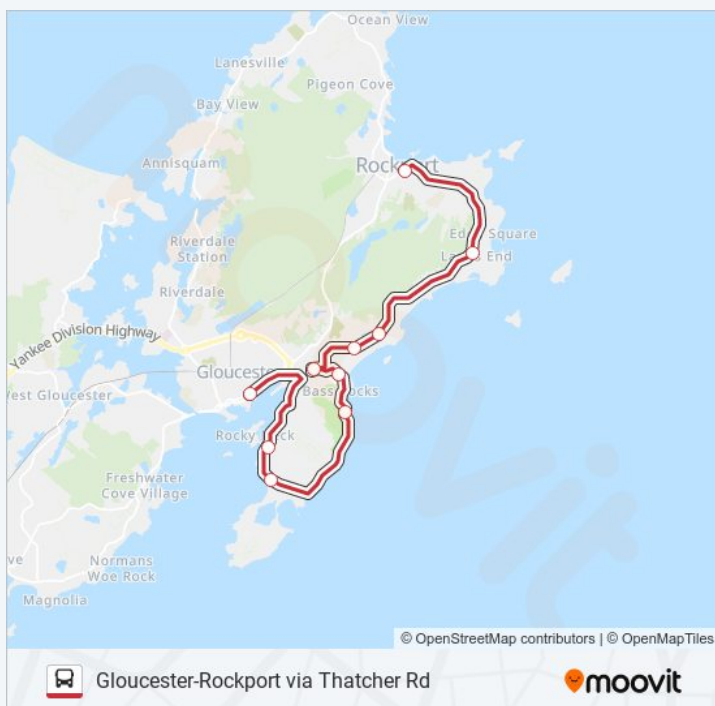 Ocean View
Lanesville
Pigeon Cove
Bay View
Annisquam
Rockport
Riverdale
Station
Riverdale
Square
End
Yankee Division Highway
Gloucester
Bass Rocks
West Gloucester
Rocky Neck
Freshwater
Cove Village
Normans
Woe Rock
Magnolia
© OpenStreetMap contributors | © OpenMapTiles
Gloucester-Rockport via Thatcher Rd
moovit